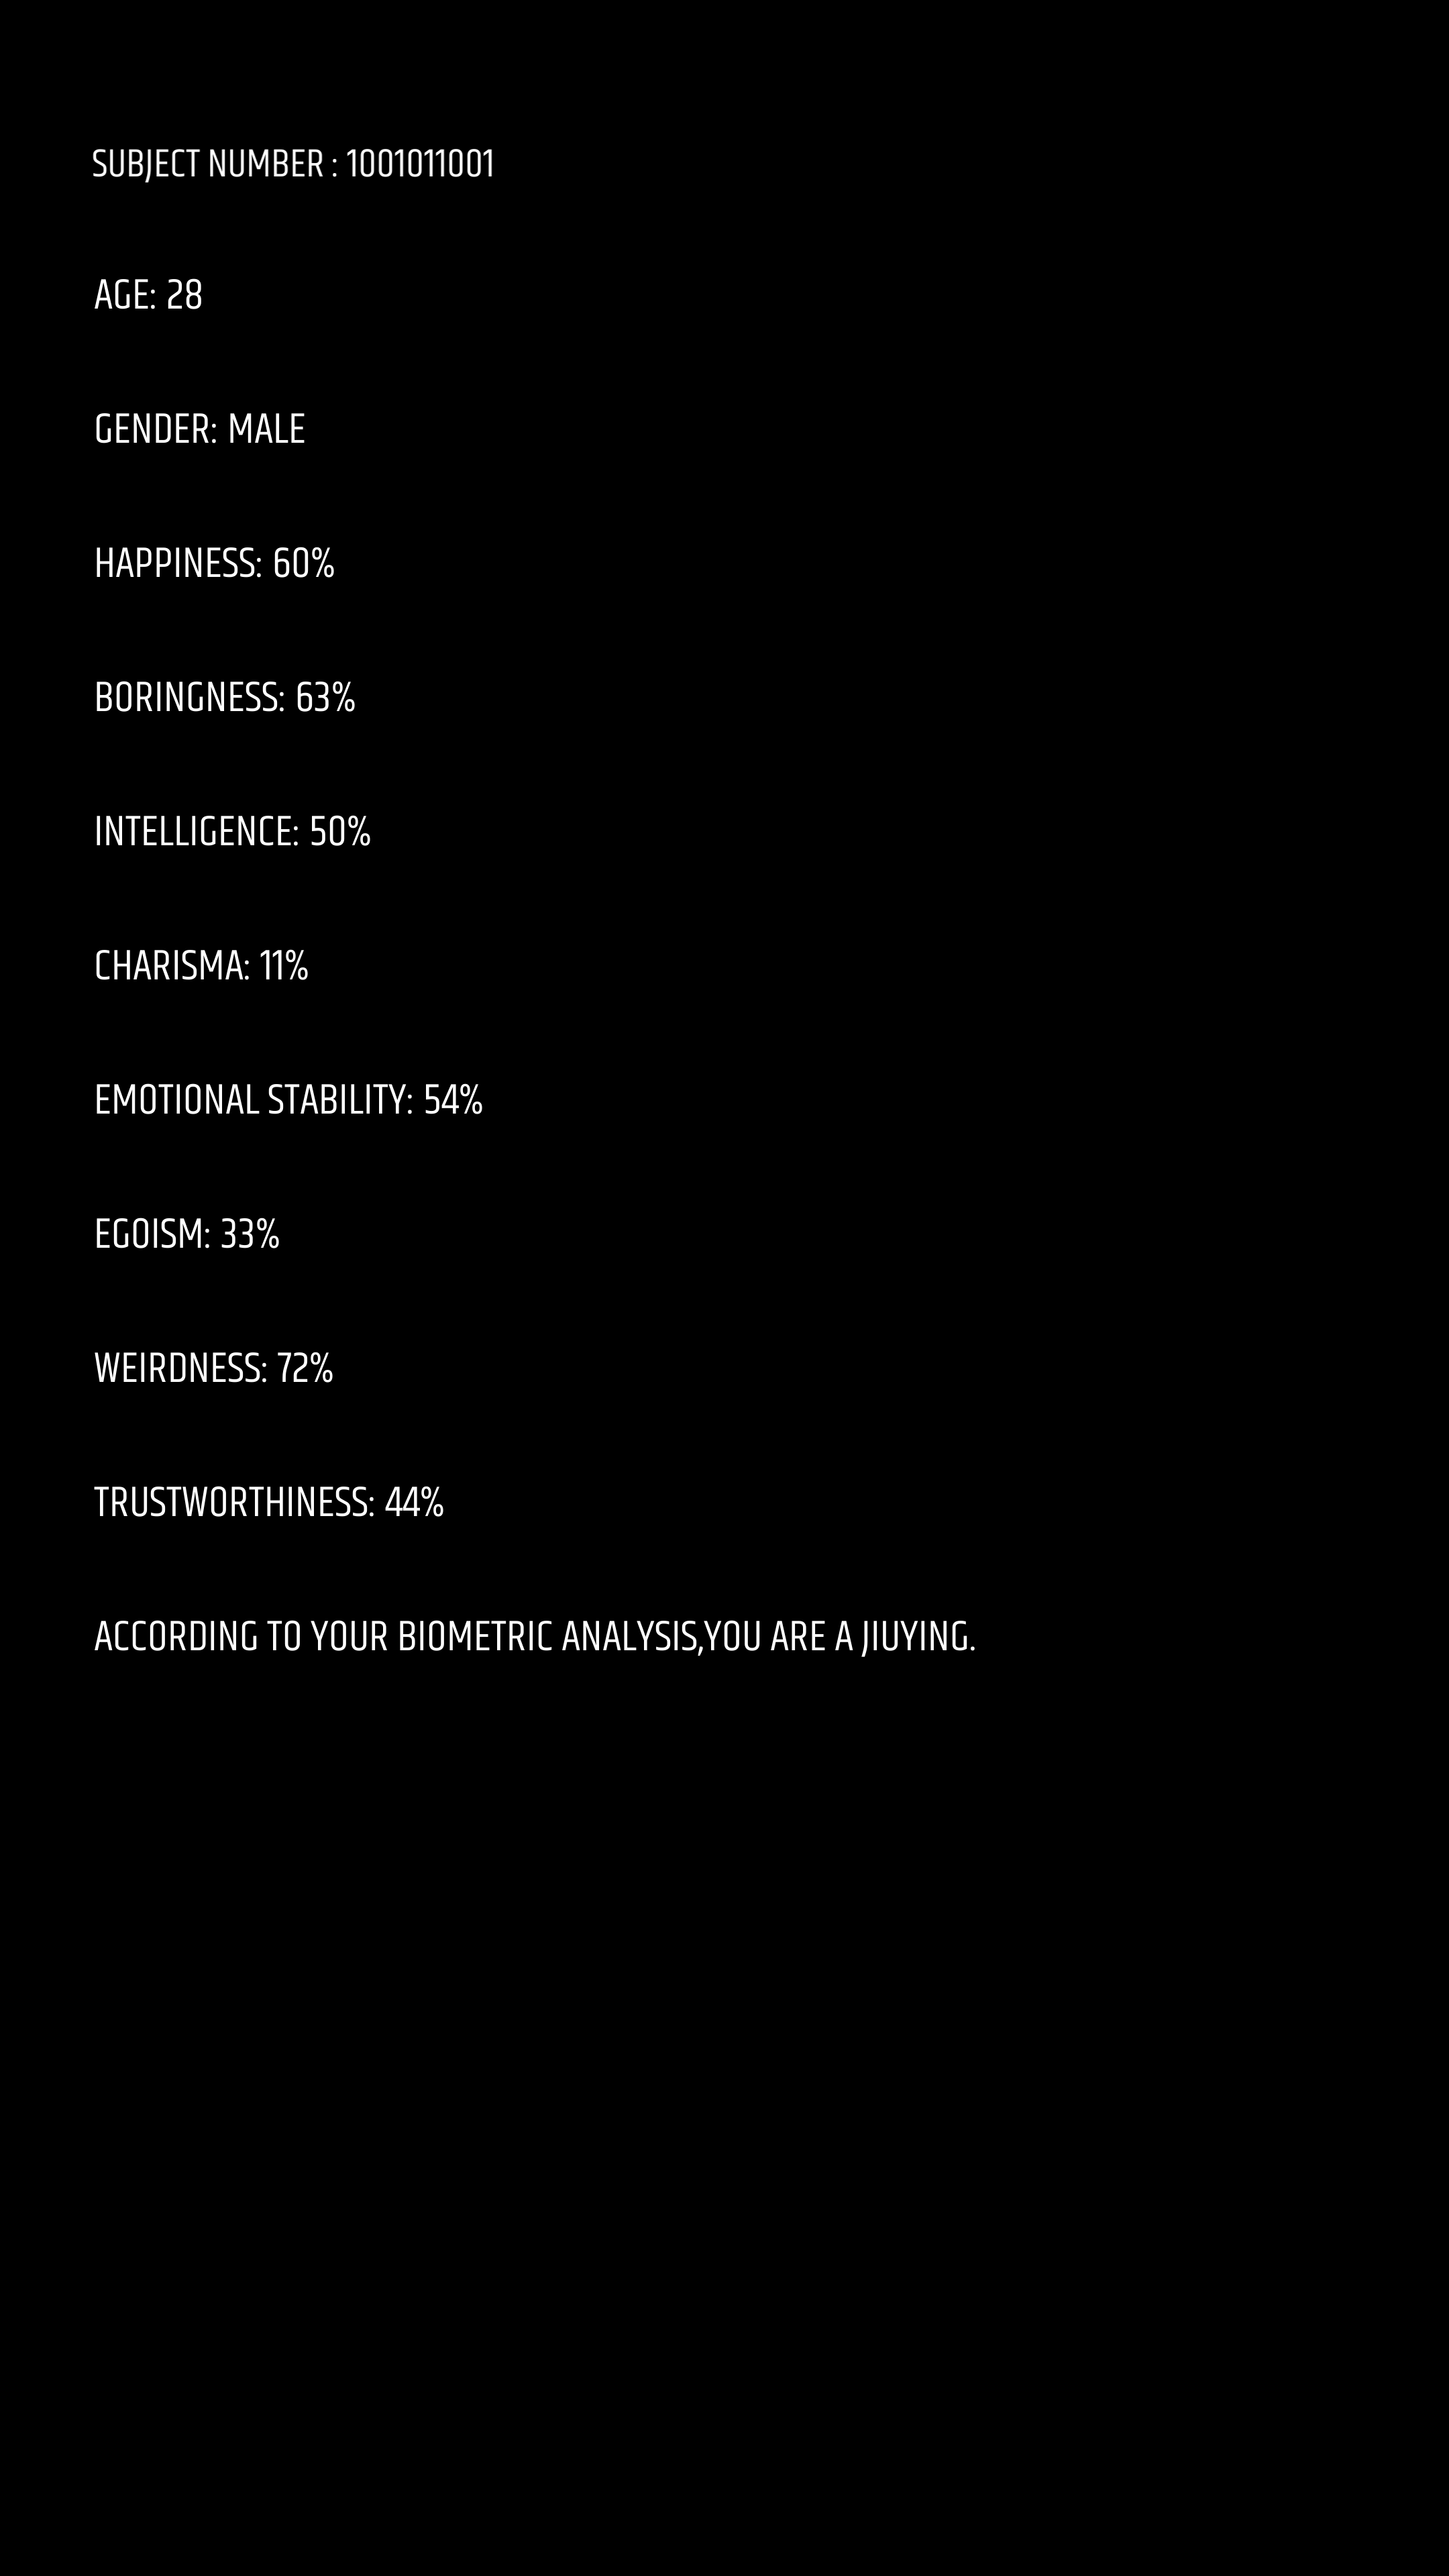 SUBJECT NUMBER : 1001011001
AGE: 28
GENDER: MALE
HAPPINESS: 60%
BORINGNESS: 63%
INTELLIGENCE: 50%
CHARISMA: 11%
EMOTIONAL STABILITY: 54%
EGOISM: 33%
WEIRDNESS: 72%
TRUSTWORTHINESS: 44%
ACCORDING TO YOUR BIOMETRIC ANALYSIS,YOU ARE A JIUYING.